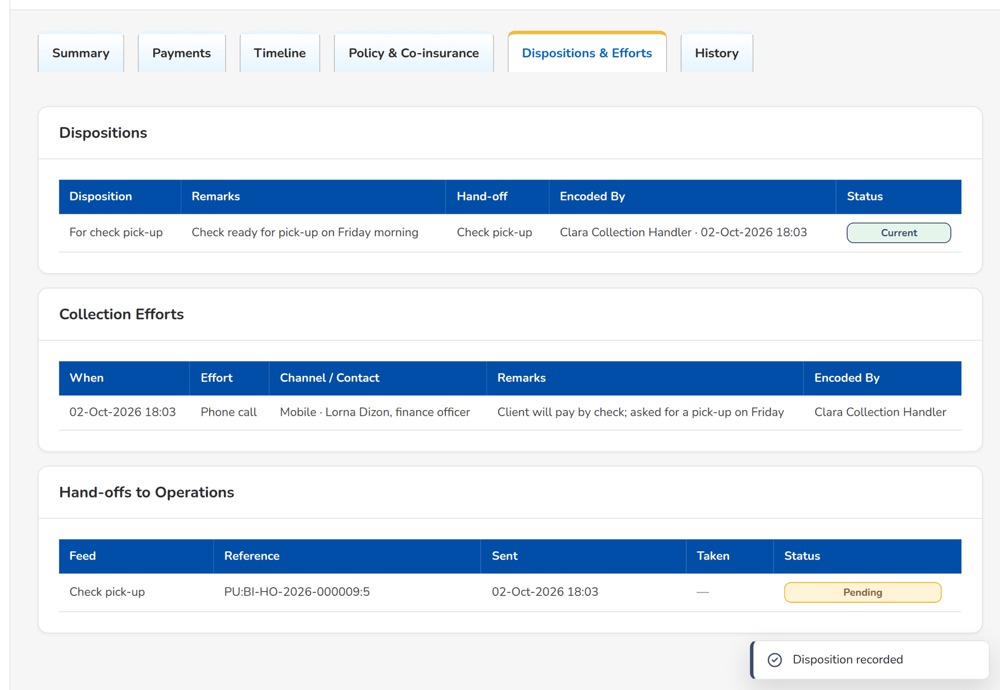 Summary Payments Timeline Policy & Co-insurance Dispositions & Efforts History
Dispositions
Disposition Remarks Hand-off Encoded By Status
For check pick-up Check ready for pick-up on Friday morning Check pick-up Clara Collection Handler · 02-Oct-2026 18:03 Current
Collection Efforts
When Effort Channel / Contact Remarks Encoded By
02-Oct-2026 18:03 Phone call Mobile · Lorna Dizon, finance officer Client will pay by check; asked for a pick-up on Friday Clara Collection Handler
Hand-offs to Operations
Feed Reference Sent Taken Status
Check pick-up PU:BI-HO-2026-000009:5 02-Oct-2026 18:03 — Pending
Disposition recorded